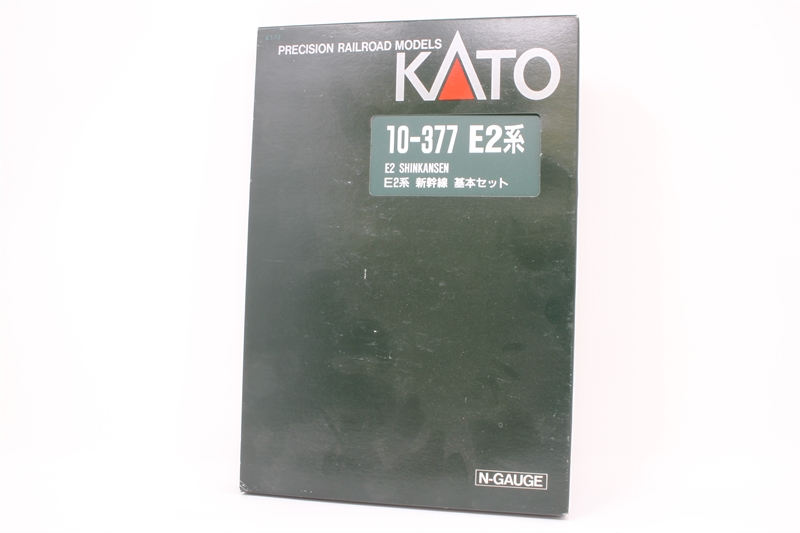 PRECISION RAILROAD MODELS
KATO
10-377 E2系
E2 SHINKANSEN
E2系 新幹線 基本セット
N-GAUGE